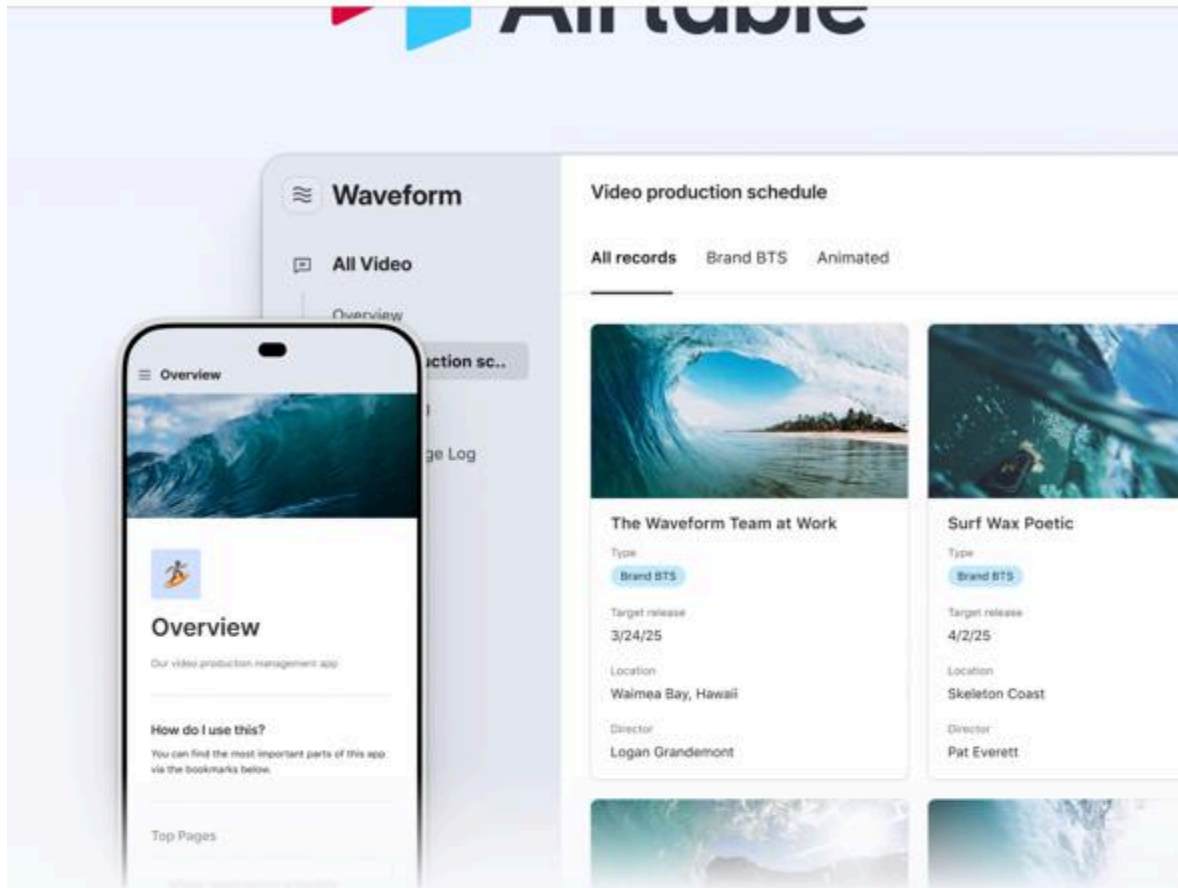 Airtable
Waveform
All Video
Overview
uction sc..
ge Log
Video production schedule
All records Brand BTS Animated
The Waveform Team at Work
Type
Brand BTS
Target release
3/24/25
Location
Waimea Bay, Hawaii
Director
Logan Grandemont
Surf Wax Poetic
Type
Brand BTS
Target release
4/2/25
Location
Skeleton Coast
Director
Pat Everett
Overview
Overview
Our video production management app
How do I use this?
You can find the most important parts of this app
via the bookmarks below.
Top Pages